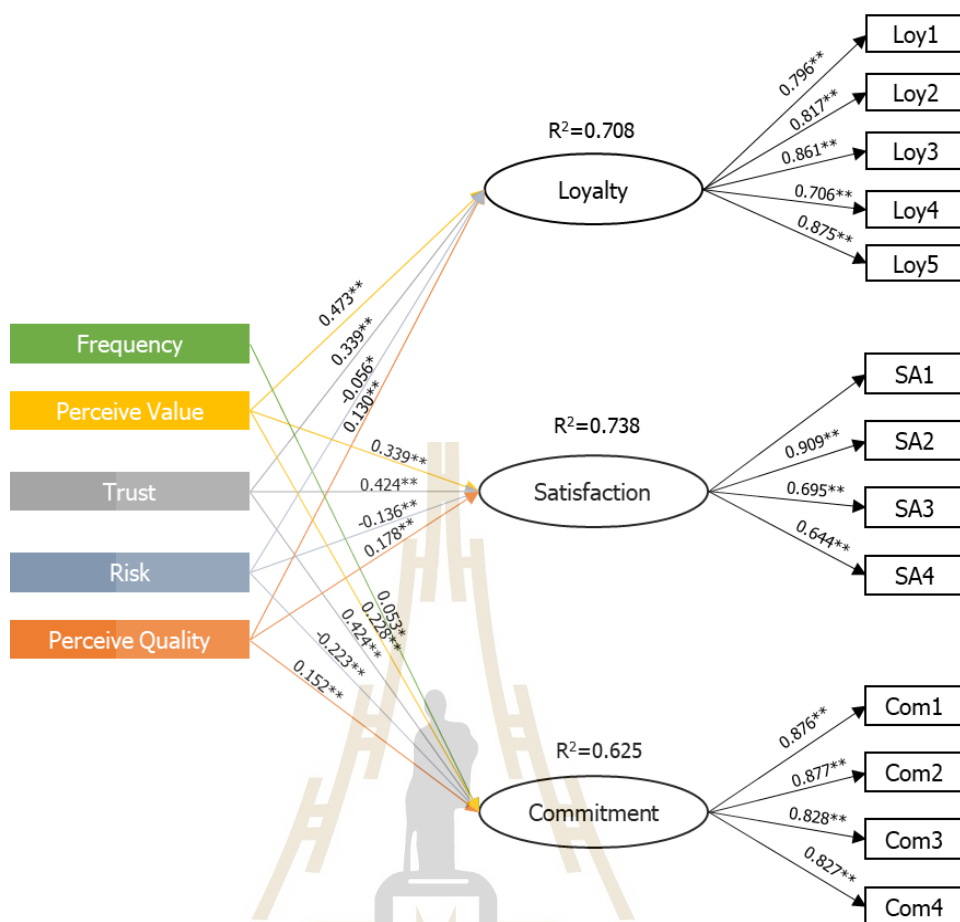 Loy1
0.796**
Loy2
0.817**
R²=0.708
Loy3
0.861**
Loyalty
Loy4
0.706**
0.875**
Loy5
0.473**
0.339**
-0.056*
0.130**
Frequency
Perceive Value
Trust
Risk
Perceive Quality
SA1
R²=0.738
SA2
0.909**
0.339**
0.424**
Satisfaction
0.695**
SA3
-0.136**
0.178**
0.644**
SA4
0.053*
0.228**
0.424**
-0.223**
0.152**
Com1
0.876**
R²=0.625
Com2
0.877**
Commitment
0.828**
Com3
0.827**
Com4